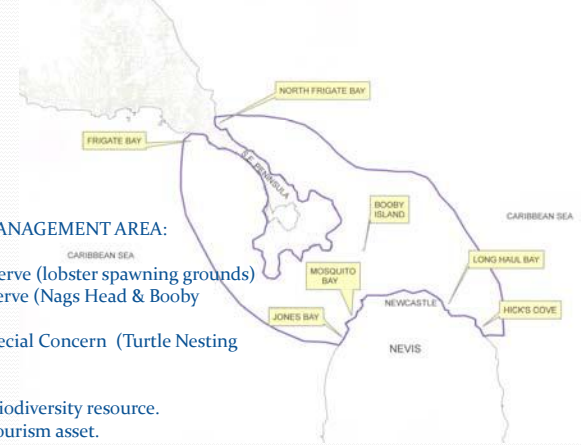 NORTH FRIGATE BAY
FRIGATE BAY
S.E. PENINSULA
BOOBY
ISLAND
CARIBBEAN SEA
MANAGEMENT AREA:
CARIBBEAN SEA
erve (lobster spawning grounds)
erve (Nags Head & Booby
LONG HAUL BAY
MOSQUITO
BAY
NEWCASTLE
HICK'S COVE
JONES BAY
ecial Concern (Turtle Nesting
NEVIS
iodiversity resource.
ourism asset.